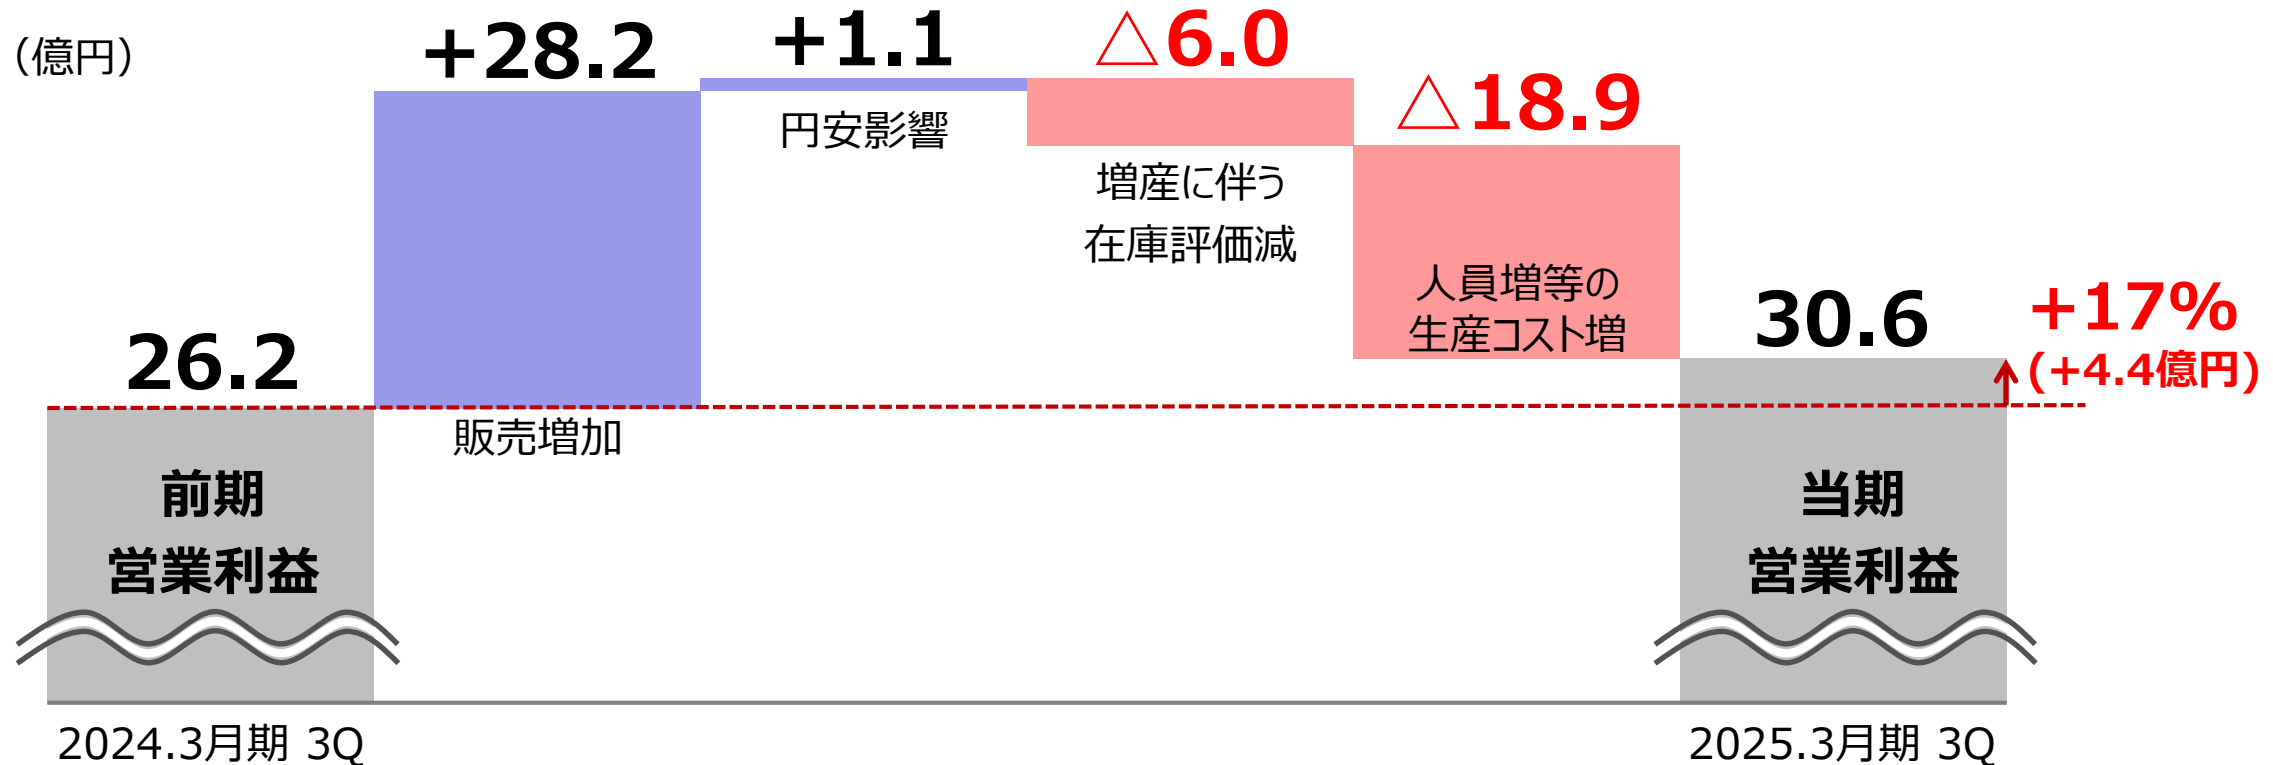 （億円）
+28.2
+1.1
△6.0
△18.9
円安影響
増産に伴う
在庫評価減
人員増等の
生産コスト増
26.2
30.6
+17%
(+4.4億円)
販売増加
前期
営業利益
当期
営業利益
2024.3月期 3Q
2025.3月期 3Q